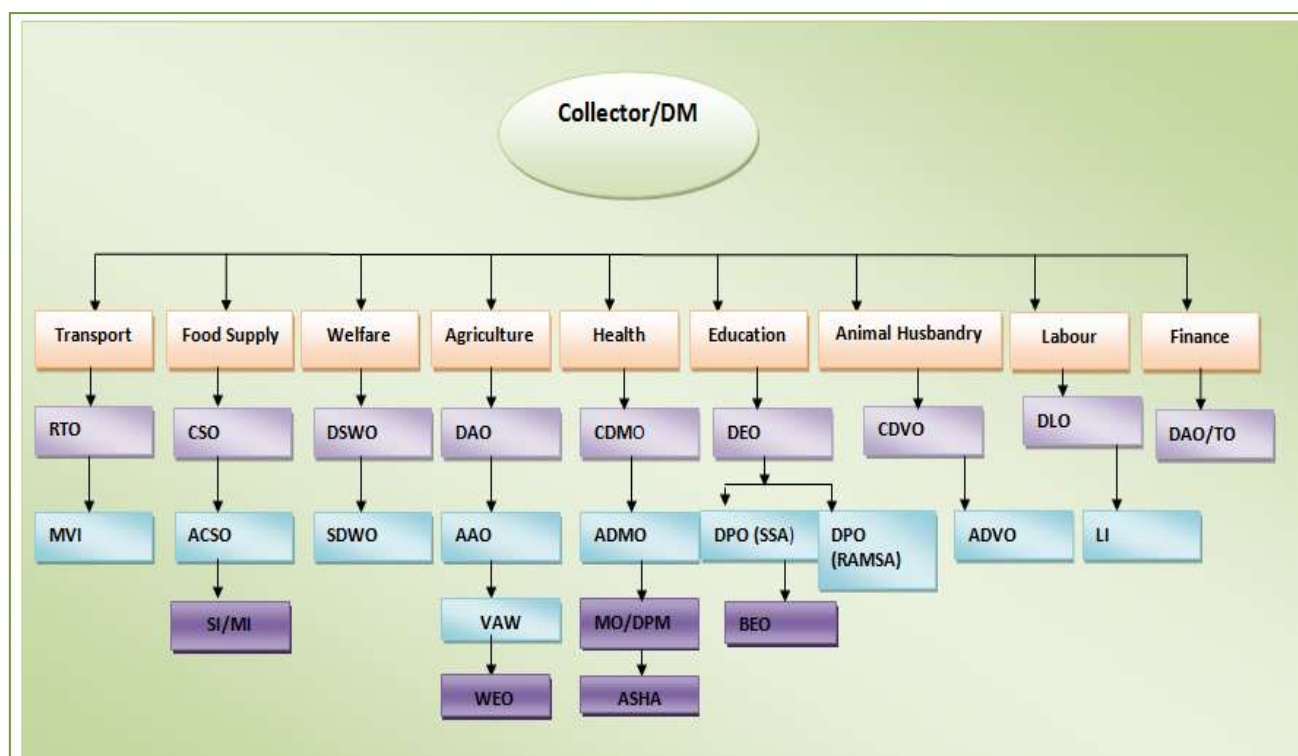 Collector/DM
Transport
Food Supply
Welfare
Agriculture
Health
Education
Animal Husbandry
Labour
Finance
RTO
CSO
DSWO
DAO
CDMO
DEO
CDVO
DLO
DAO/TO
MVI
ACSO
SDWO
AAO
ADMO
DPO (SSA)
DPO
(RAMSA)
ADVO
LI
SI/MI
VAW
MO/DPM
BEO
WEO
ASHA